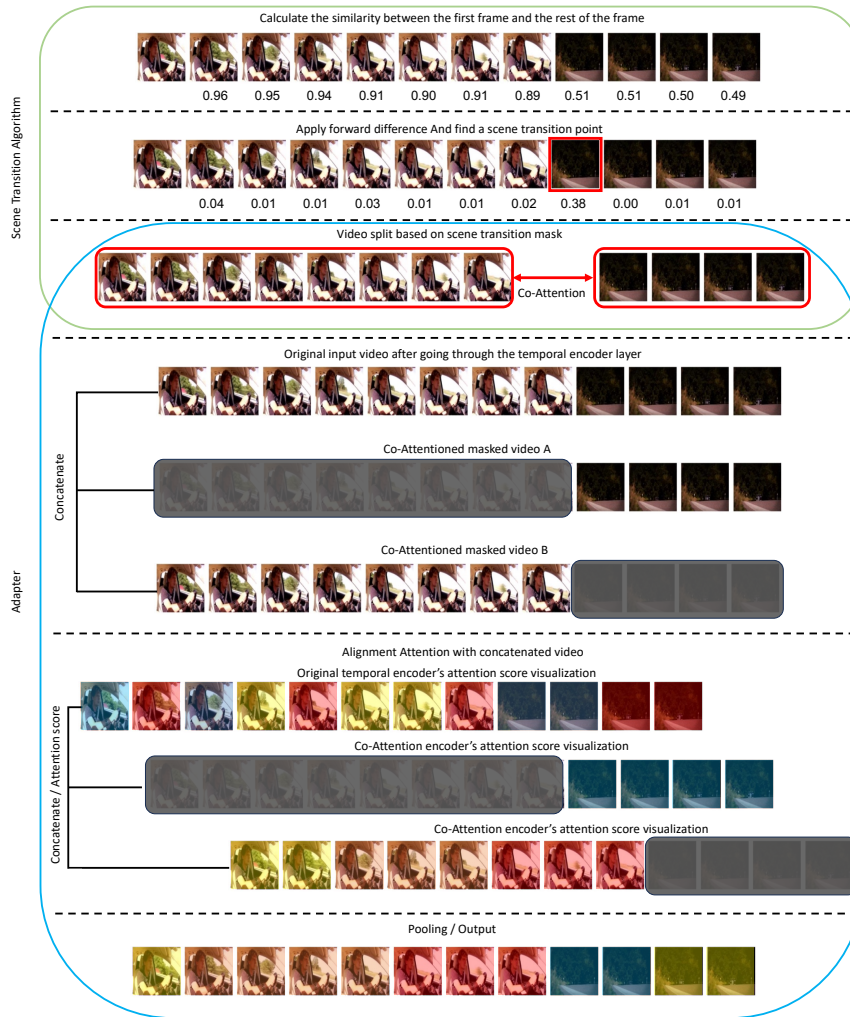 Calculate the similarity between the first frame and the rest of the frame
0.96 0.95 0.94 0.91 0.90 0.91 0.89 0.51 0.51 0.50 0.49
Apply forward difference And find a scene transition point
0.04 0.01 0.01 0.03 0.01 0.01 0.02 0.38 0.00 0.01 0.01
Scene Transition Algorithm
Video split based on scene transition mask
Co-Attention
Original input video after going through the temporal encoder layer
Co-Attentioned masked video A
Concatenate
Co-Attentioned masked video B
Adapter
Alignment Attention with concatenated video
Original temporal encoder's attention score visualization
Co-Attention encoder's attention score visualization
Concatenate / Attention score
Co-Attention encoder's attention score visualization
Pooling / Output